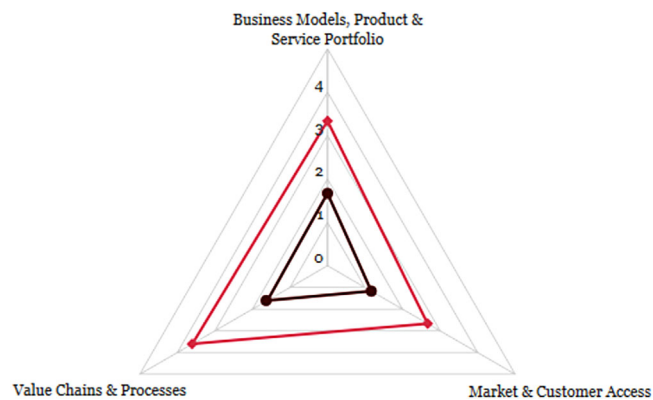 Business Models, Product &
Service Portfolio
4
3
2
1
0
Value Chains & Processes
Market & Customer Access